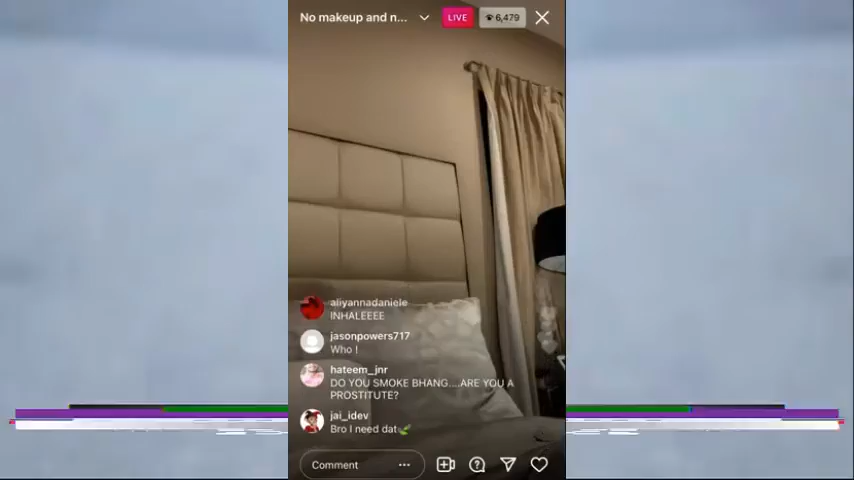 No makeup and n...
LIVE
6,479
aliyannadaniele
INHALEEEE
jasonpowers717
Who !
hateem_jnr
DO YOU SMOKE BHANG....ARE YOU A
PROSTITUTE?
jai_idev
Bro I need dat🌿
Comment